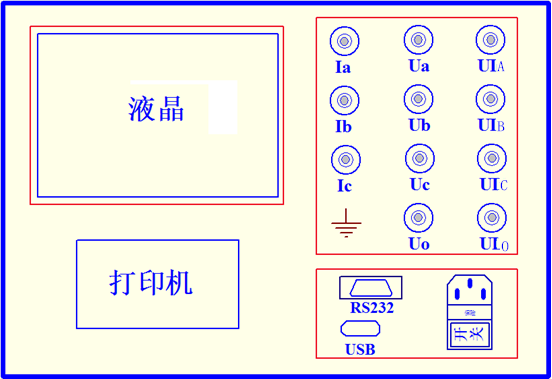 液晶
Ia Ua UIA
Ib Ub UIB
Ic Uc UIC
Uo UIO
打印机
RS232
USB
开关